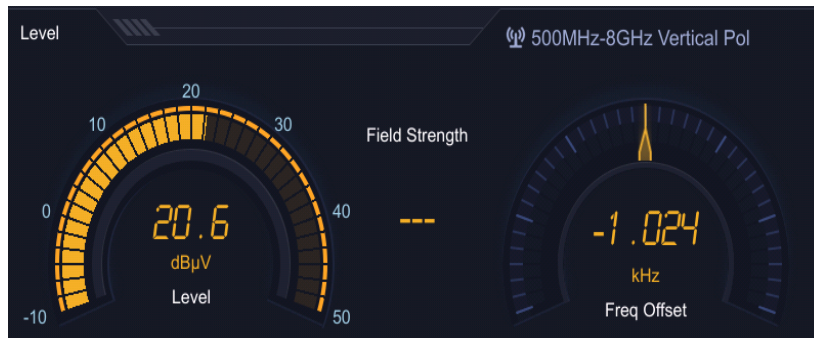 Level
500MHz-8GHz Vertical Pol
20
10
30
Field Strength
0
40
20.6
---
-1.024
dBµV
kHz
Level
Freq Offset
-10
50